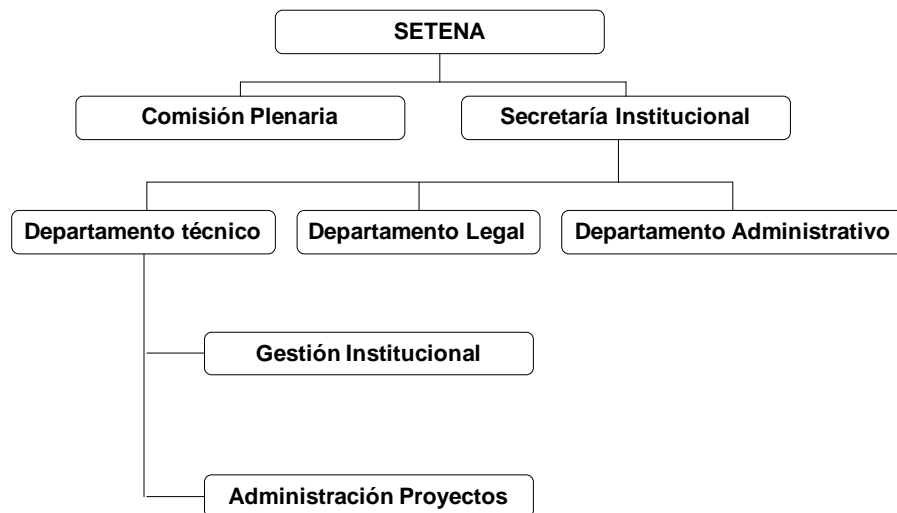 SETENA
Comisión Plenaria
Secretaría Institucional
Departamento técnico
Departamento Legal
Departamento Administrativo
Gestión Institucional
Administración Proyectos